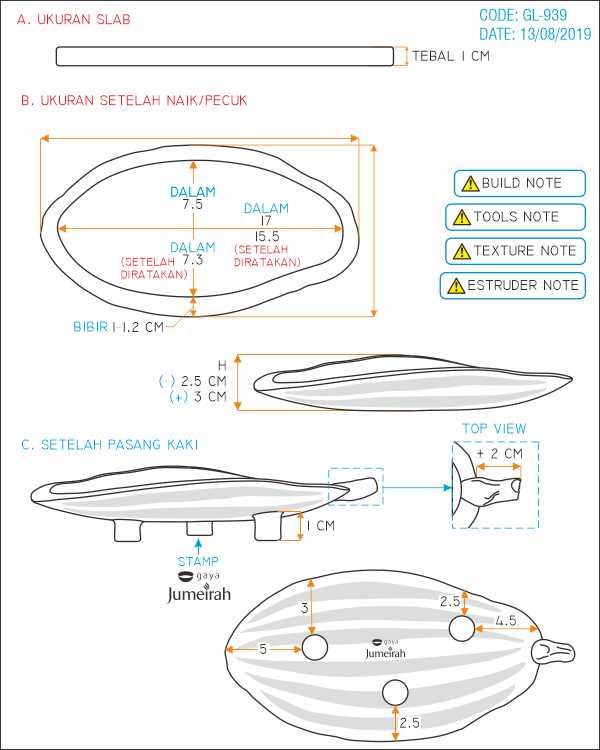 A. UKURAN SLAB
CODE: GL-939
DATE: 13/08/2019
TEBAL 1 CM
B. UKURAN SETELAH NAIK/PECUK
DALAM
7.5
DALAM
17
15.5
(SETELAH
DIRATAKAN)
DALAM
7.3
(SETELAH
DIRATAKAN)
BIBIR 1-1.2 CM
BUILD NOTE
TOOLS NOTE
TEXTURE NOTE
ESTRUDER NOTE
H
(-) 2.5 CM
(+) 3 CM
C. SETELAH PASANG KAKI
TOP VIEW
+ 2 CM
1 CM
STAMP
gaya
Jumeirah
3
2.5
4.5
5
gaya
Jumeirah
2.5